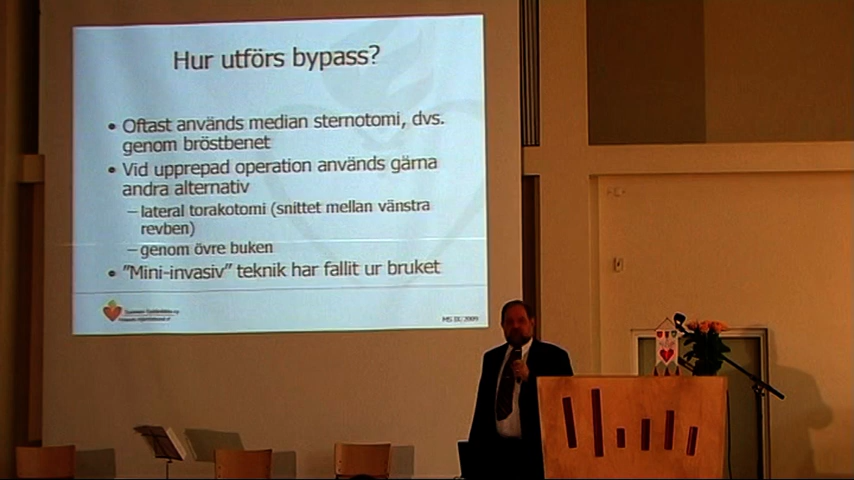 Hur utförs bypass?
• Oftast används median sternotomi, dvs.
genom bröstbenet
• Vid upprepad operation används gärna
andra alternativ
– lateral torakotomi (snittet mellan vänstra
revben)
– genom övre buken
• "Mini-invasiv" teknik har fallit ur bruket